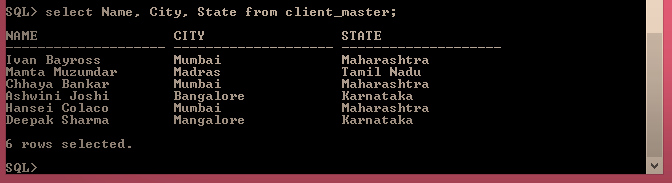 SQL> select Name, City, State from client_master;
NAME CITY STATE
-------------------- -------------------- --------------------
Ivan Bayross Mumbai Maharashtra
Mamta Muzumdar Madras Tamil Nadu
Chhaya Bankar Mumbai Maharashtra
Ashwini Joshi Bangalore Karnataka
Hansei Colaco Mumbai Maharashtra
Deepak Sharma Mangalore Karnataka
6 rows selected.
SQL>